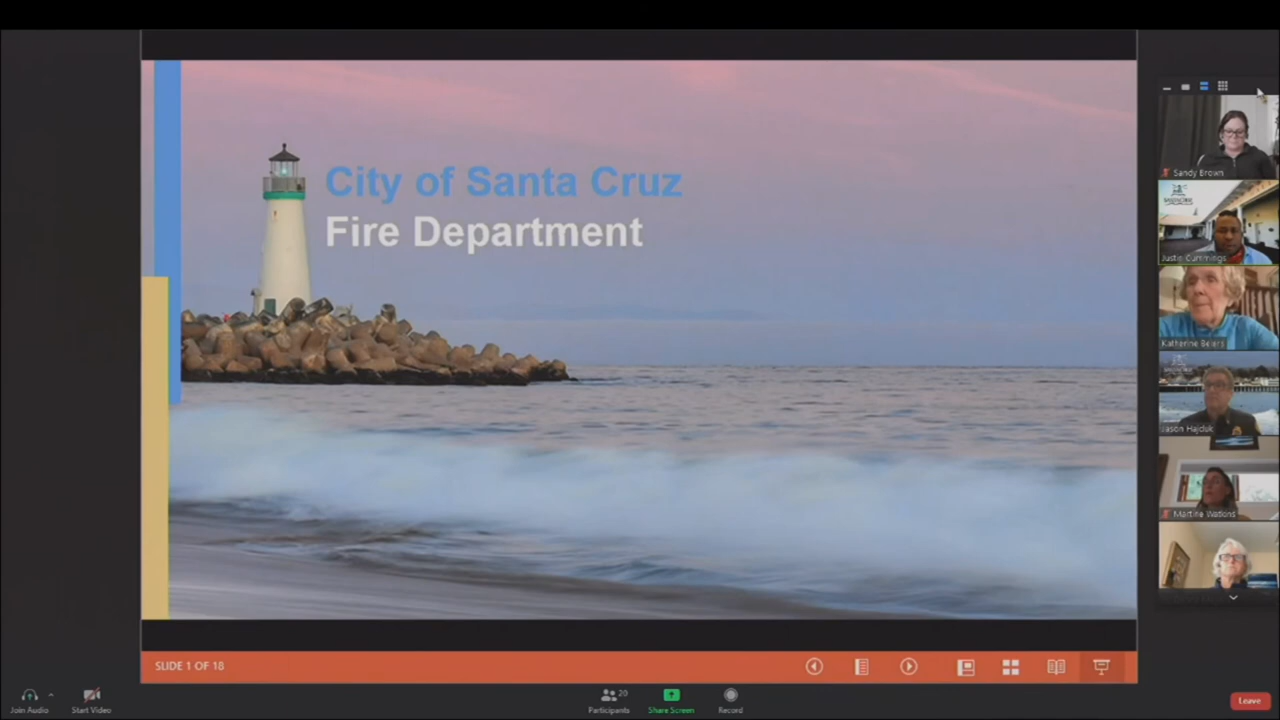 City of Santa Cruz
Fire Department
Sandy Brown
Justin Cummings
Katherine Beiers
Jason Hajduk
Martine Watkins
SLIDE 1 OF 18
Join Audio
Start Video
Participants
20
Share Screen
Record
Leave